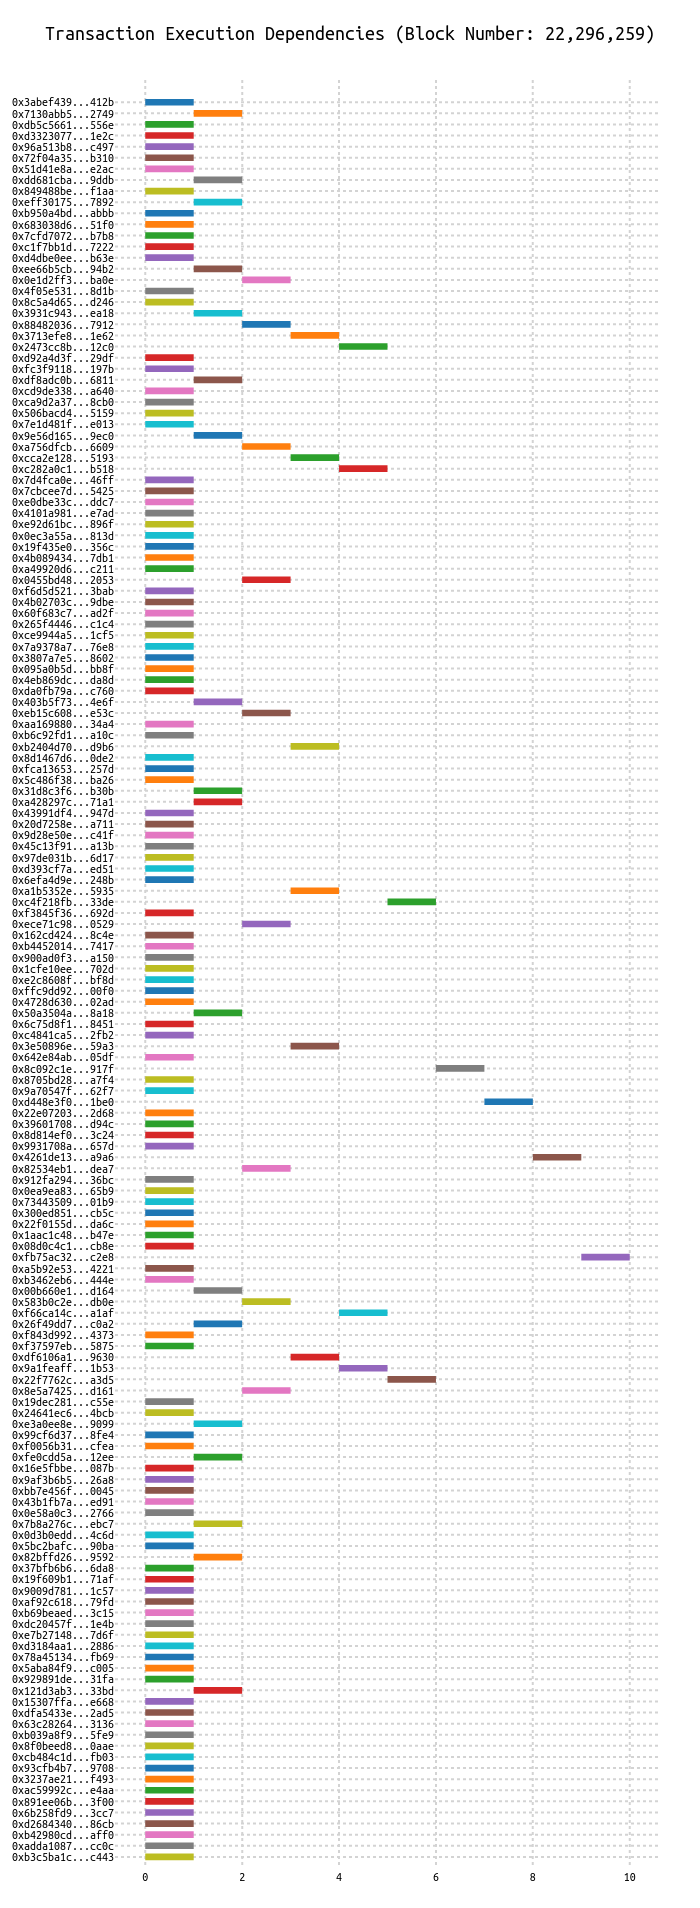 Transaction Execution Dependencies (Block Number: 22,296,259)
0x3abef439...412b
0x7130abb5...2749
0xdb5c5661...556e
0xd3323077...1e2c
0x96a513b8...c497
0x72f04a35...b310
0x51d41e8a...e2ac
0xdd681cba...9ddb
0x849488be...f1aa
0xeff30175...7892
0xb950a4bd...abbb
0x683038d6...51f0
0x7cfd7072...b7b8
0xc1f7bb1d...7222
0xd4dbe0ee...b63e
0xee66b5cb...94b2
0x0e1d2ff3...ba0e
0x4f05e531...8d1b
0x8c5a4d65...d246
0x3931c943...ea18
0x88482036...7912
0x3713efe8...1e62
0x2473cc8b...12c0
0xd92a4d3f...29df
0xfc3f9118...197b
0xdf8adc0b...6811
0xcd9de338...a640
0xca9d2a37...8cb0
0x506bacd4...5159
0x7e1d481f...e013
0x9e56d165...9ec0
0xa756dfcb...6609
0xcca2e128...5193
0xc282a0c1...b518
0x7d4fca0e...46ff
0x7cbcee7d...5425
0xe0dbe33c...ddc7
0x4101a981...e7ad
0xe92d61bc...896f
0x0ec3a55a...813d
0x19f435e0...356c
0x4b089434...7db1
0xa49920d6...c211
0x0455bd48...2053
0xf6d5d521...3bab
0x4b02703c...9dbe
0x60f683c7...ad2f
0x265f4446...c1c4
0xce9944a5...1cf5
0x7a9378a7...76e8
0x3807a7e5...8602
0x095a0b5d...bb8f
0x4eb869dc...da8d
0xda0fb79a...c760
0x403b5f73...4e6f
0xeb15c608...e53c
0xaa169880...34a4
0xb6c92fd1...a10c
0xb2404d70...d9b6
0x8d1467d6...0de2
0xfca13653...257d
0x5c486f38...ba26
0x31d8c3f6...b30b
0xa428297c...71a1
0x43991df4...947d
0x20d7258e...a711
0x9d28e50e...c41f
0x45c13f91...a13b
0x97de031b...6d17
0xd393cf7a...ed51
0x6efa4d9e...248b
0xa1b5352e...5935
0xc4f218fb...33de
0xf3845f36...692d
0xece71c98...0529
0x162cd424...8c4e
0xb4452014...7417
0x900ad0f3...a150
0x1cfe10ee...702d
0xe2c8608f...bf8d
0xffc9dd92...00f0
0x4728d630...02ad
0x50a3504a...8a18
0x6c75d8f1...8451
0xc4841ca5...2fb2
0x3e50896e...59a3
0x642e84ab...05df
0x8c092c1e...917f
0x8705bd28...a7f4
0x9a70547f...62f7
0xd448e3f0...1be0
0x22e07203...2d68
0x39601708...d94c
0x8d814ef0...3c24
0x9931708a...657d
0x4261de13...a9a6
0x82534eb1...dea7
0x912fa294...36bc
0x0ea9ea83...65b9
0x73443509...01b9
0x300ed851...cb5c
0x22f0155d...da6c
0x1aac1c48...b47e
0x08d0c4c1...cb8e
0xfb75ac32...c2e8
0xa5b92e53...4221
0xb3462eb6...444e
0x00b660e1...d164
0x583b0c2e...db0e
0xf66ca14c...a1af
0x26f49dd7...c0a2
0xf843d992...4373
0xf37597eb...5875
0xdf6106a1...9630
0x9a1feaff...1b53
0x22f7762c...a3d5
0x8e5a7425...d161
0x19dec281...c55e
0x24641ec6...4bcb
0xe3a0ee8e...9099
0x99cf6d37...8fe4
0xf0056b31...cfea
0xfe0cdd5a...12ee
0x16e5fbbe...087b
0x9af3b6b5...26a8
0xbb7e456f...0045
0x43b1fb7a...ed91
0x0e58a0c3...2766
0x7b8a276c...ebc7
0x0d3b0edd...4c6d
0x5bc2bafc...90ba
0x82bffd26...9592
0x37bfb6b6...6da8
0x19f609b1...71af
0x9009d781...1c57
0xaf92c618...79fd
0xb69beaed...3c15
0xdc20457f...1e4b
0xe7b27148...7d6f
0xd3184aa1...2886
0x78a45134...fb69
0x5aba84f9...c005
0x929891de...31fa
0x121d3ab3...33bd
0x15307ffa...e668
0xdfa5433e...2ad5
0x63c28264...3136
0xb039a8f9...5fe9
0x8f0beed8...0aae
0xcb484c1d...fb03
0x93cfb4b7...9708
0x3237ae21...f493
0xac59992c...e4aa
0x891ee06b...3f00
0x6b258fd9...3cc7
0xd2684340...86cb
0xb42980cd...aff0
0xadda1087...cc0c
0xb3c5ba1c...c443
0 2 4 6 8 10